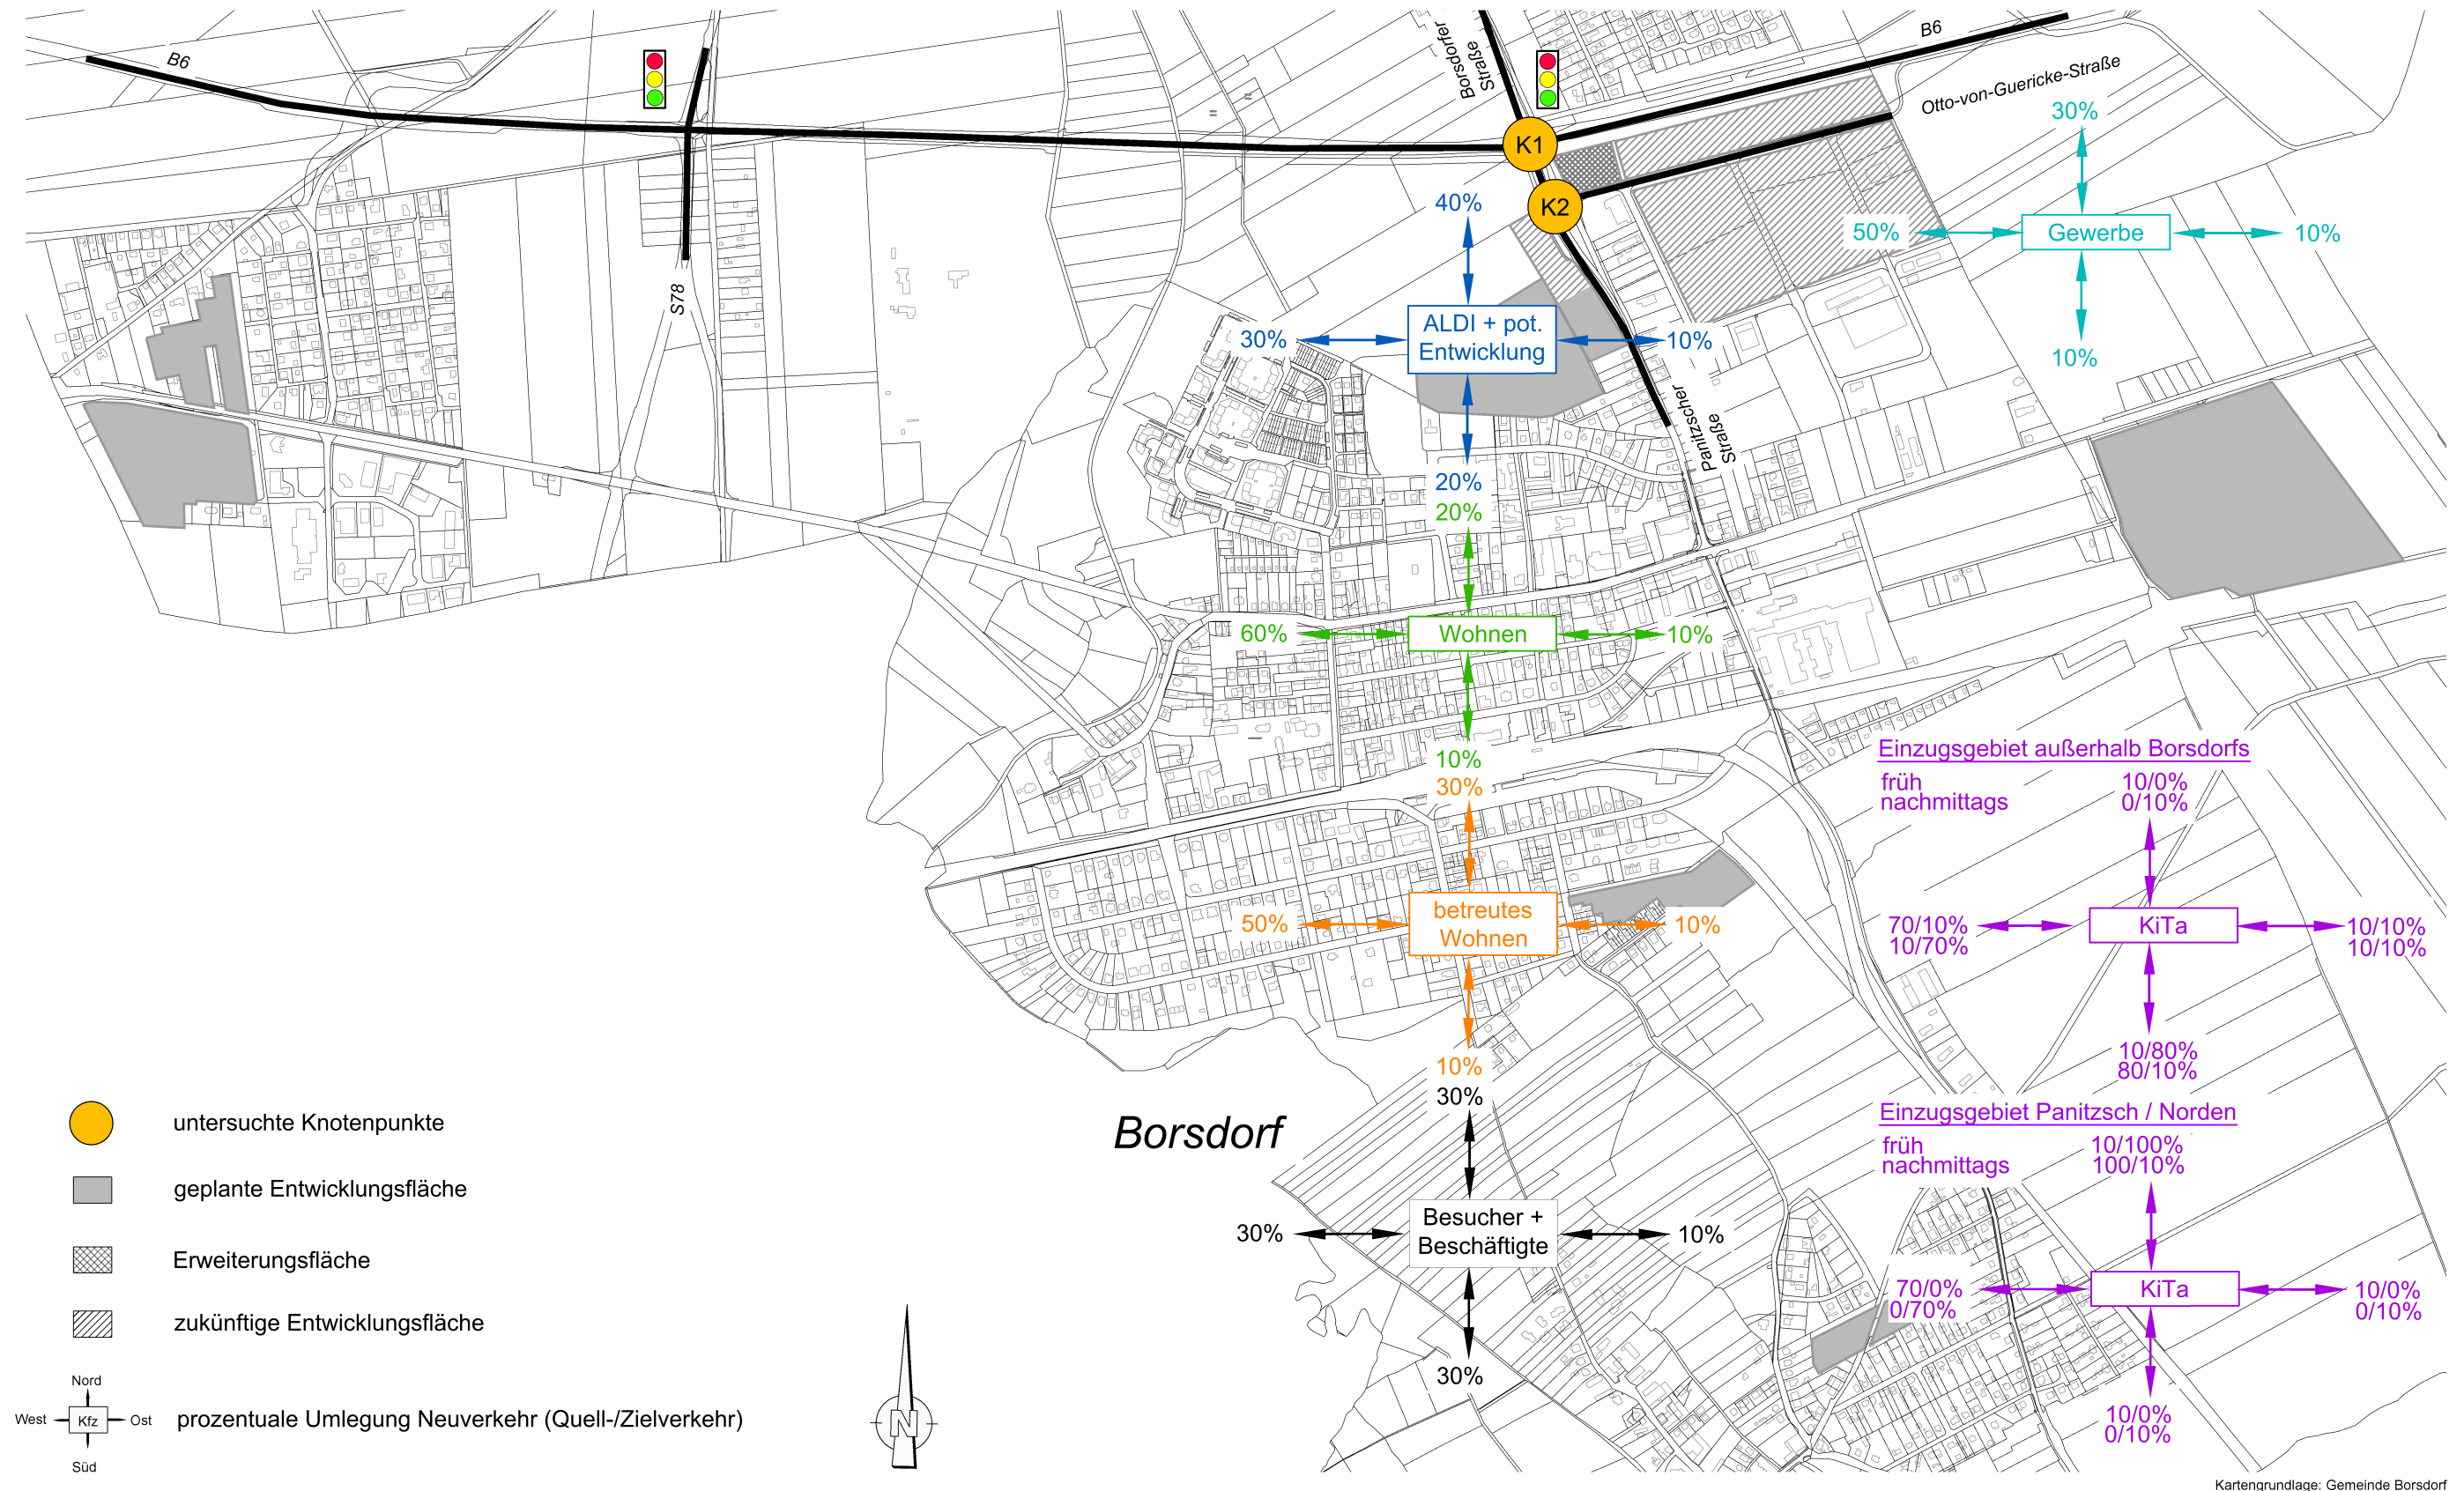 B6
Borsdorfer
Straße
B6
Otto-von-Guericke-Straße
K1
K2
S78
Panitzscher
Straße
30%
50%
Gewerbe
10%
10%
40%
30%
ALDI + pot.
Entwicklung
10%
20%
20%
60%
Wohnen
10%
10%
30%
50%
betreutes
Wohnen
10%
10%
30%
30%
Besucher +
Beschäftigte
10%
30%
Einzugsgebiet außerhalb Borsdorfs
früh
nachmittags
10/0%
0/10%
70/10%
10/70%
KiTa
10/10%
10/10%
10/80%
80/10%
Einzugsgebiet Panitzsch / Norden
früh
nachmittags
10/100%
100/10%
70/0%
0/70%
KiTa
10/0%
0/10%
10/0%
0/10%
Borsdorf
untersuchte Knotenpunkte
geplante Entwicklungsfläche
Erweiterungsfläche
zukünftige Entwicklungsfläche
Nord
West
Kfz
Ost
Süd
prozentuale Umlegung Neuverkehr (Quell-/Zielverkehr)
N
Kartengrundlage: Gemeinde Borsdorf